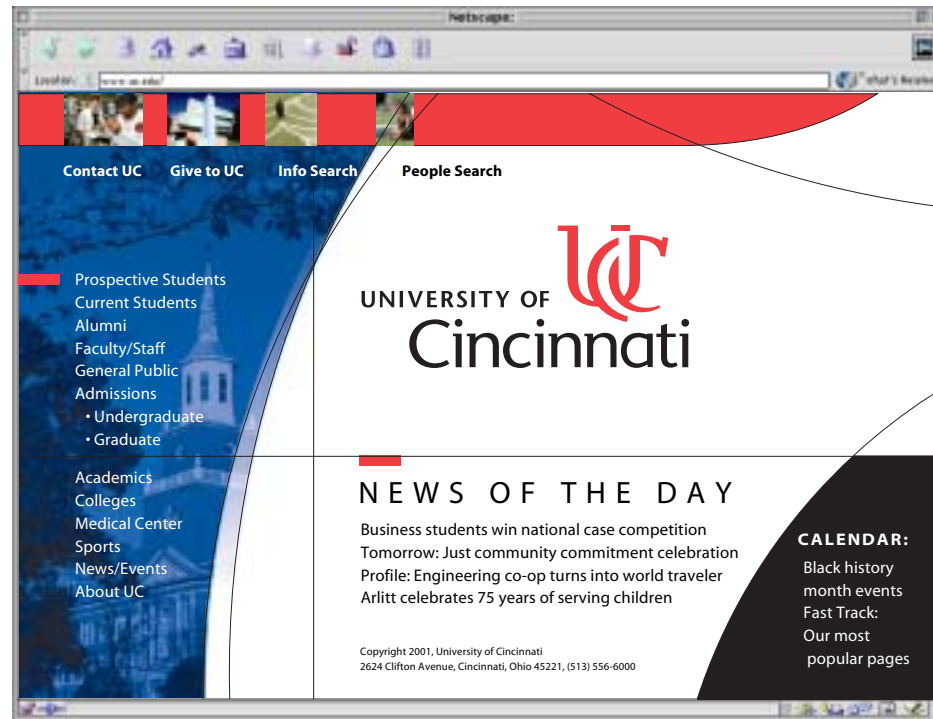 Netscape:
www.uc.edu/
Contact UC Give to UC Info Search People Search
UC
UNIVERSITY OF
Cincinnati
Prospective Students
Current Students
Alumni
Faculty/Staff
General Public
Admissions
• Undergraduate
• Graduate
Academics
Colleges
Medical Center
Sports
News/Events
About UC
NEWS OF THE DAY
Business students win national case competition
Tomorrow: Just community commitment celebration
Profile: Engineering co-op turns into world traveler
Arlitt celebrates 75 years of serving children
Copyright 2001, University of Cincinnati
2624 Clifton Avenue, Cincinnati, Ohio 45221, (513) 556-6000
CALENDAR:
Black history
month events
Fast Track:
Our most
popular pages